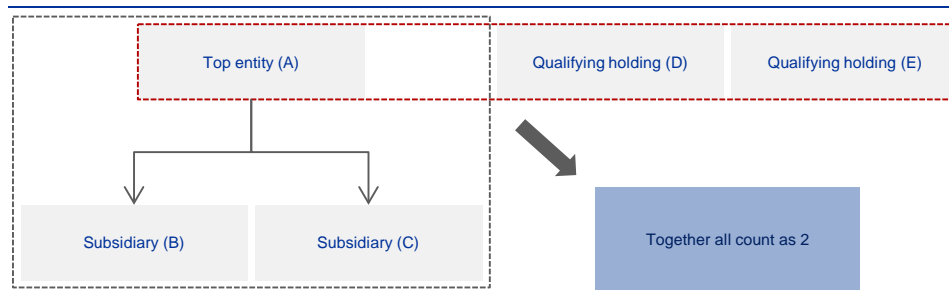 Top entity (A)
Qualifying holding (D)
Qualifying holding (E)
Subsidiary (B)
Subsidiary (C)
Together all count as 2